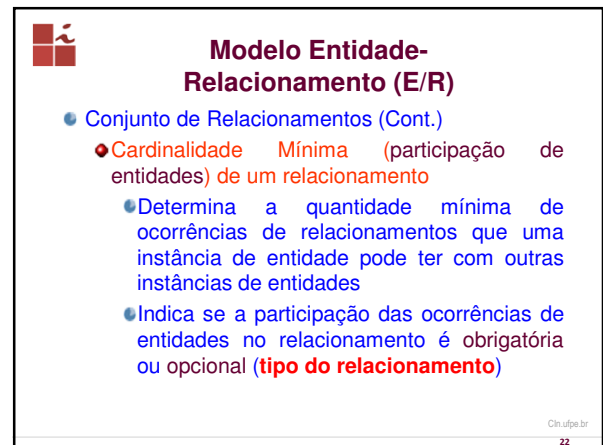 Modelo Entidade-
Relacionamento (E/R)
Conjunto de Relacionamentos (Cont.)
Cardinalidade Mínima (participação de
entidades) de um relacionamento
Determina a quantidade mínima de
ocorrências de relacionamentos que uma
instância de entidade pode ter com outras
instâncias de entidades
Indica se a participação das ocorrências de
entidades no relacionamento é obrigatória
ou opcional (tipo do relacionamento)
CIn.ufpe.br
22